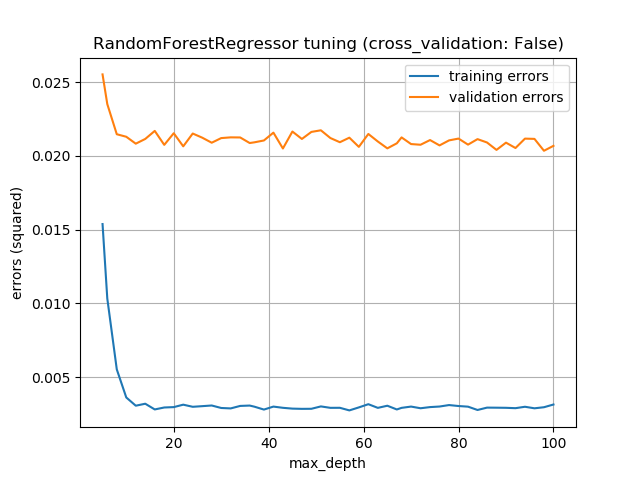 RandomForestRegressor tuning (cross_validation: False)
training errors
validation errors
errors (squared)
0.025
0.020
0.015
0.010
0.005
20
40
60
80
100
max_depth